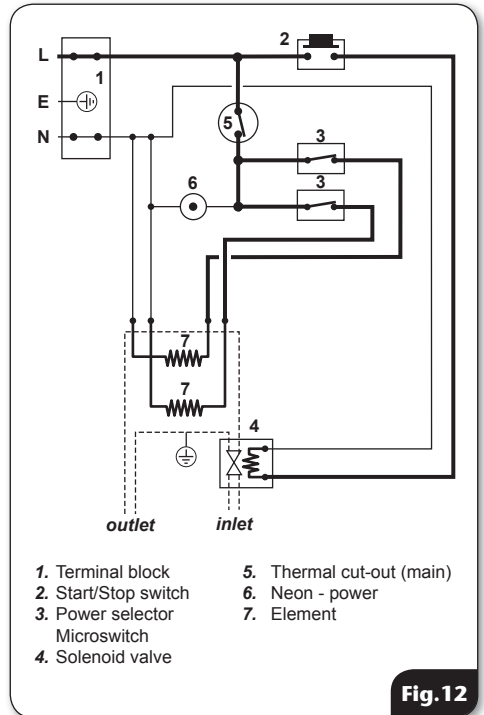 2
L
1
E
5
N
3
6
3
7
7
4
outlet inlet
1. Terminal block
2. Start/Stop switch
3. Power selector
Microswitch
4. Solenoid valve
5. Thermal cut-out (main)
6. Neon - power
7. Element
Fig.12